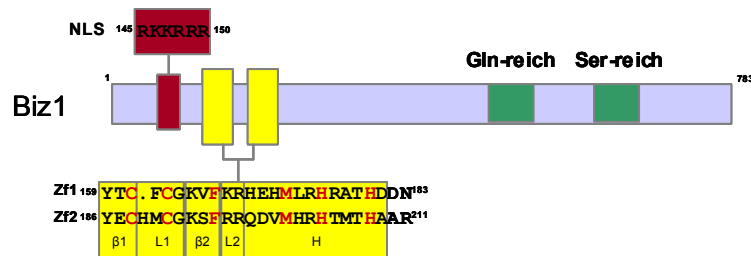 NLS 145 RKKRRR 150
Gln-reich Ser-reich
1 783
Biz1
Zf1 159 YTC.FCGKVFKRHEHMLRHRATHDDN 183
Zf2 186 YECHMCGKSFRRQDVMHRHTMTHAAR 211
β1 L1 β2 L2 H